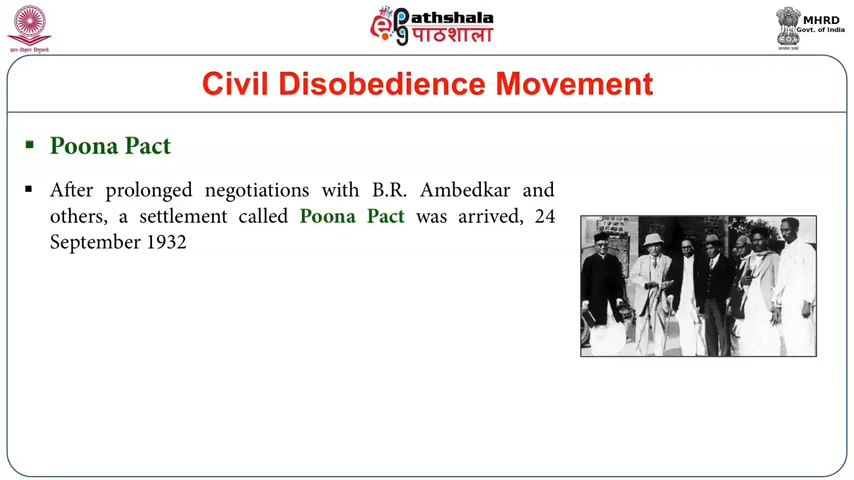 ePathshala
पाठशाला
MHRD
Govt. of India
Civil Disobedience Movement
Poona Pact
After prolonged negotiations with B.R. Ambedkar and
others, a settlement called Poona Pact was arrived, 24
September 1932